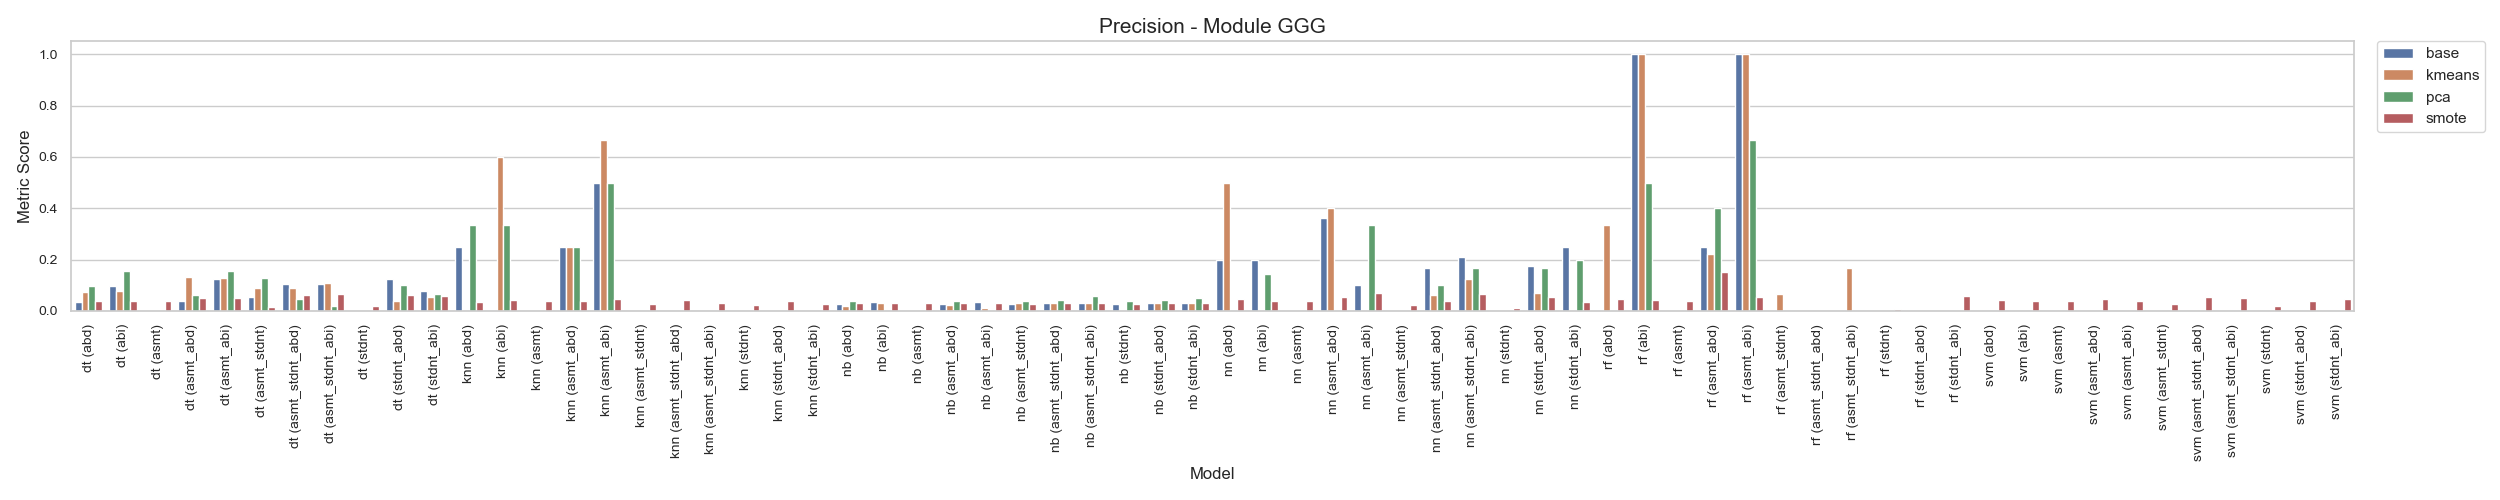 Precision - Module GGG
Metric Score
1.0
0.8
0.6
0.4
0.2
0.0
base
kmeans
pca
smote
dt (abd)
dt (abi)
dt (asmt)
dt (asmt_abd)
dt (asmt_abi)
dt (asmt_stdnt)
dt (asmt_stdnt_abd)
dt (asmt_stdnt_abi)
dt (stdnt)
dt (stdnt_abd)
dt (stdnt_abi)
knn (abd)
knn (abi)
knn (asmt)
knn (asmt_abd)
knn (asmt_abi)
knn (asmt_stdnt)
knn (asmt_stdnt_abd)
knn (asmt_stdnt_abi)
knn (stdnt)
knn (stdnt_abd)
knn (stdnt_abi)
nb (abd)
nb (abi)
nb (asmt)
nb (asmt_abd)
nb (asmt_abi)
nb (asmt_stdnt)
nb (asmt_stdnt_abd)
nb (asmt_stdnt_abi)
nb (stdnt)
nb (stdnt_abd)
nb (stdnt_abi)
nn (abd)
nn (abi)
nn (asmt)
nn (asmt_abd)
nn (asmt_abi)
nn (asmt_stdnt)
nn (asmt_stdnt_abd)
nn (asmt_stdnt_abi)
nn (stdnt)
nn (stdnt_abd)
nn (stdnt_abi)
rf (abd)
rf (abi)
rf (asmt)
rf (asmt_abd)
rf (asmt_abi)
rf (asmt_stdnt)
rf (asmt_stdnt_abd)
rf (asmt_stdnt_abi)
rf (stdnt)
rf (stdnt_abd)
rf (stdnt_abi)
svm (abd)
svm (abi)
svm (asmt)
svm (asmt_abd)
svm (asmt_abi)
svm (asmt_stdnt)
svm (asmt_stdnt_abd)
svm (asmt_stdnt_abi)
svm (stdnt)
svm (stdnt_abd)
svm (stdnt_abi)
Model